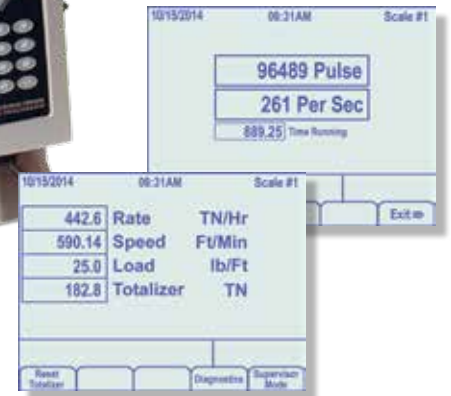 10/15/2014 06:31AM Scale #1
96489 Pulse
261 Per Sec
889.25 Time Running
Exit
10/15/2014 06:31AM Scale #1
442.6 Rate TN/Hr
590.14 Speed Ft/Min
25.0 Load lb/Ft
182.8 Totalizer TN
Reset Totalizer Diagnostics Supervisor Mode